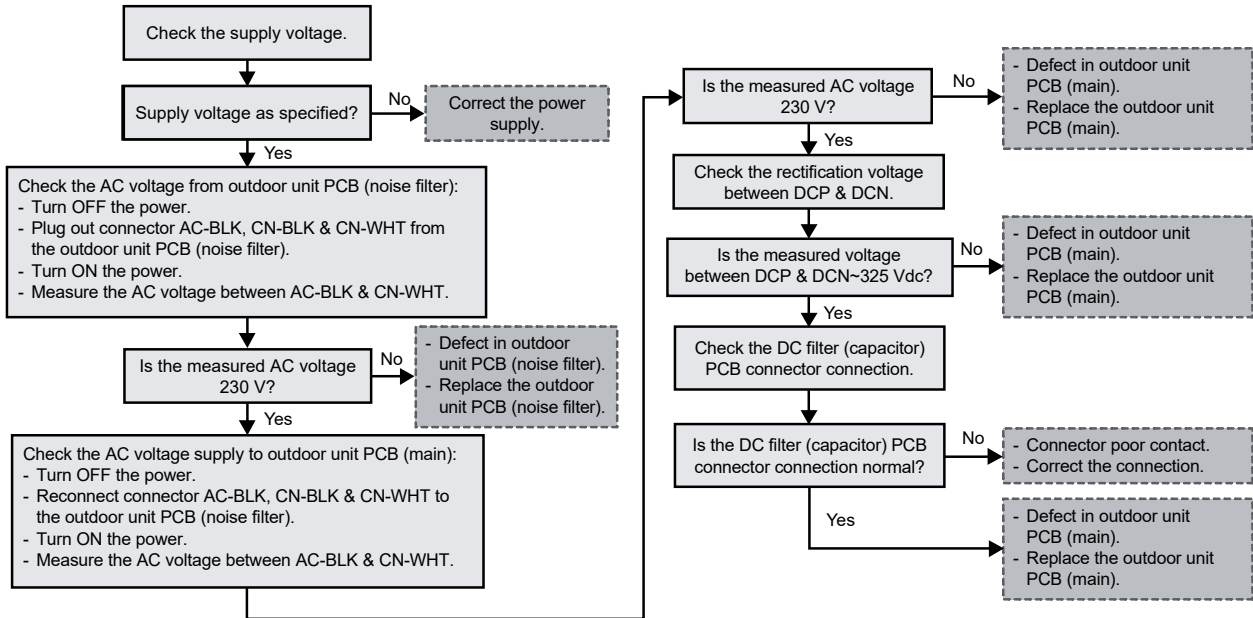 Check the supply voltage.
Supply voltage as specified?
No
Correct the power
supply.
Yes
Check the AC voltage from outdoor unit PCB (noise filter):
- Turn OFF the power.
- Plug out connector AC-BLK, CN-BLK & CN-WHT from
the outdoor unit PCB (noise filter).
- Turn ON the power.
- Measure the AC voltage between AC-BLK & CN-WHT.
Is the measured AC voltage
230 V?
No
- Defect in outdoor
unit PCB (noise filter).
- Replace the outdoor
unit PCB (noise filter).
Yes
Check the AC voltage supply to outdoor unit PCB (main):
- Turn OFF the power.
- Reconnect connector AC-BLK, CN-BLK & CN-WHT to
the outdoor unit PCB (noise filter).
- Turn ON the power.
- Measure the AC voltage between AC-BLK & CN-WHT.
Is the measured AC voltage
230 V?
No
- Defect in outdoor unit
PCB (main).
- Replace the outdoor unit
PCB (main).
Yes
Check the rectification voltage
between DCP & DCN.
Is the measured voltage
between DCP & DCN~325 Vdc?
No
- Defect in outdoor unit
PCB (main).
- Replace the outdoor unit
PCB (main).
Yes
Check the DC filter (capacitor)
PCB connector connection.
Is the DC filter (capacitor) PCB
connector connection normal?
No
- Connector poor contact.
- Correct the connection.
Yes
- Defect in outdoor unit
PCB (main).
- Replace the outdoor unit
PCB (main).